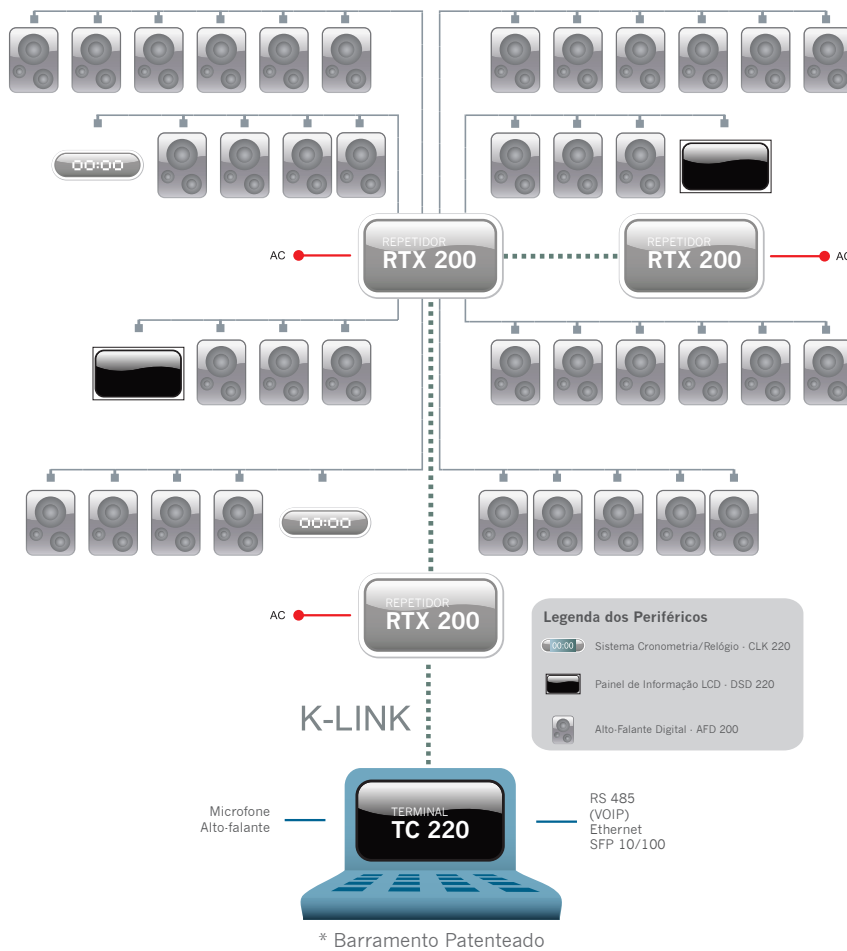 00:00
REPETIDOR
RTX 200
REPETIDOR
RTX 200
AC
AC
00:00
REPETIDOR
RTX 200
AC
Legenda dos Periféricos
00:00 Sistema Cronometria/Relógio - CLK 220
Painel de Informação LCD - DSD 220
Alto-Falante Digital - AFD 200
K-LINK
TERMINAL
TC 220
Microfone
Alto-falante
RS 485
(VOIP)
Ethernet
SFP 10/100
* Barramento Patenteado